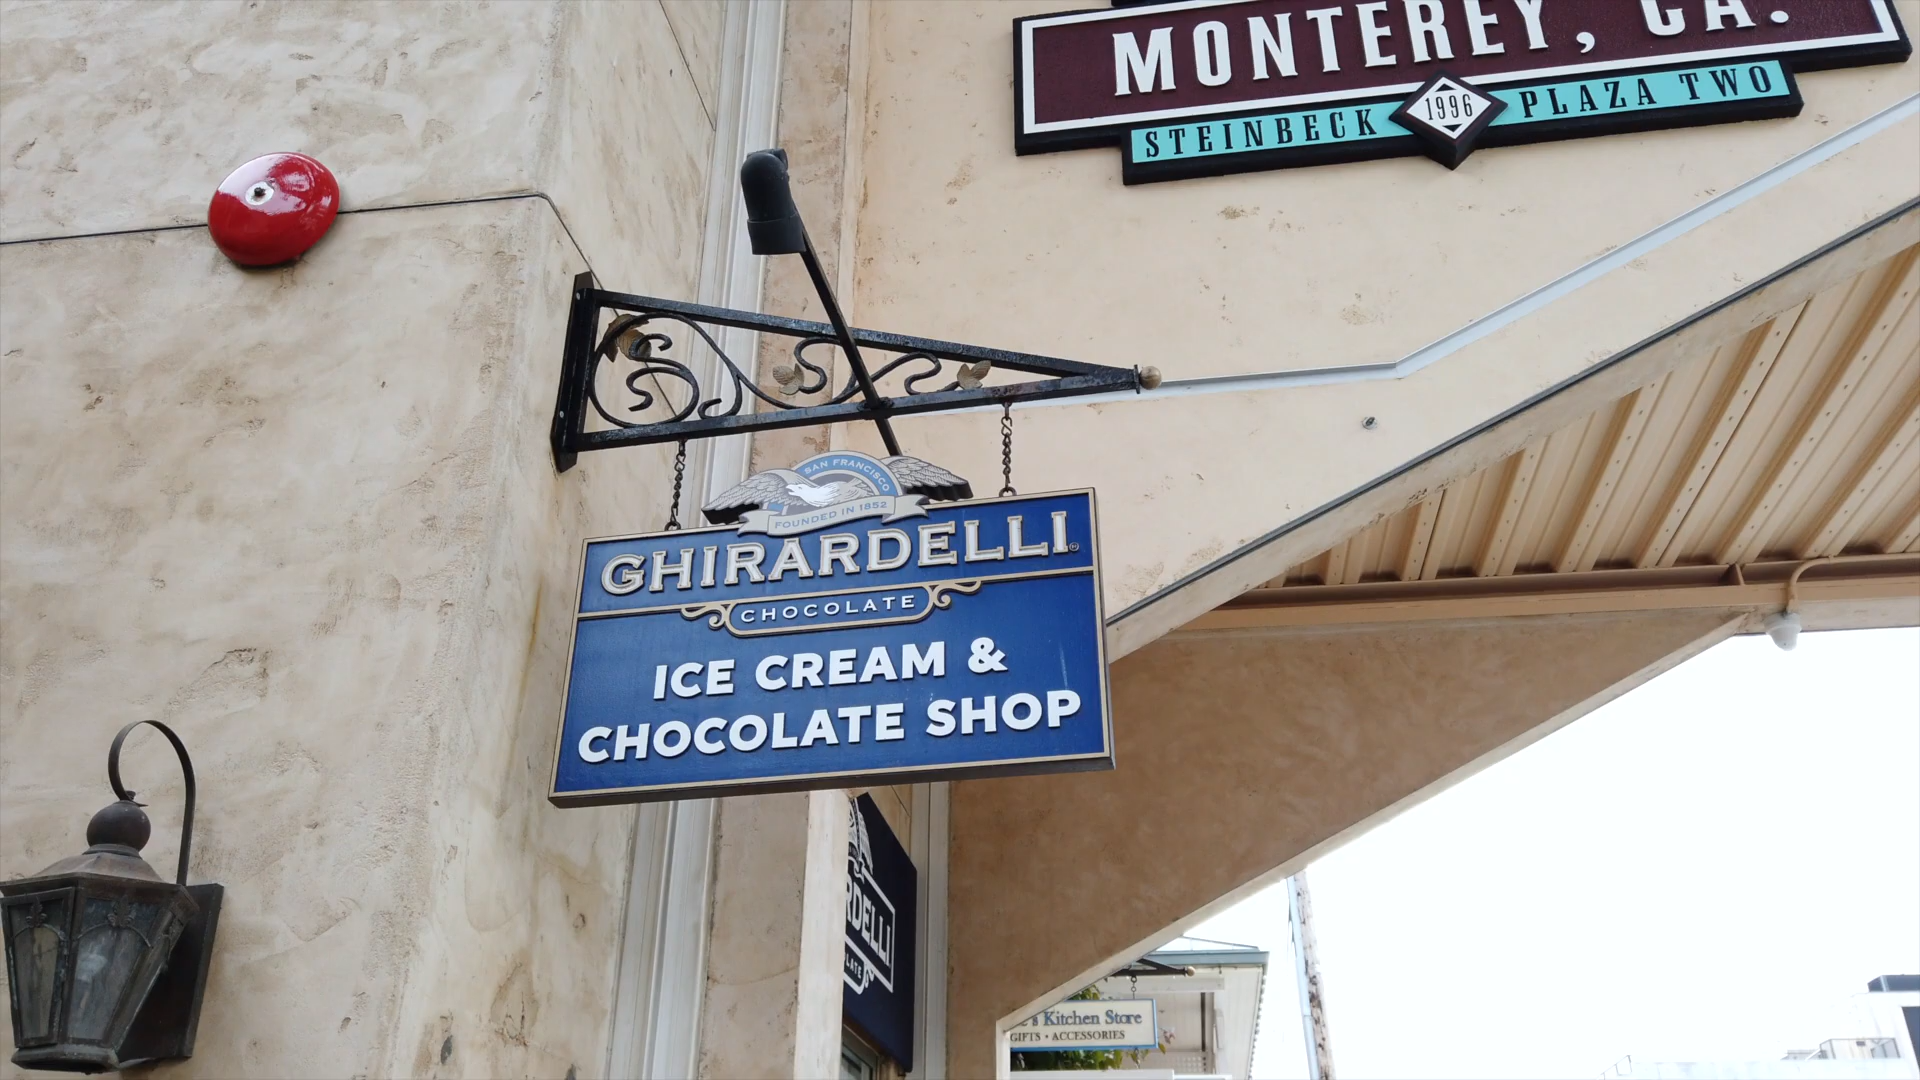 MONTEREY, CA.
STEINBECK 1996 PLAZA TWO
SAN FRANCISCO
FOUNDED IN 1852
GHIRARDELLI
CHOCOLATE
ICE CREAM &
CHOCOLATE SHOP
RDELLI
LATE
's Kitchen Store
GIFTS • ACCESSORIES